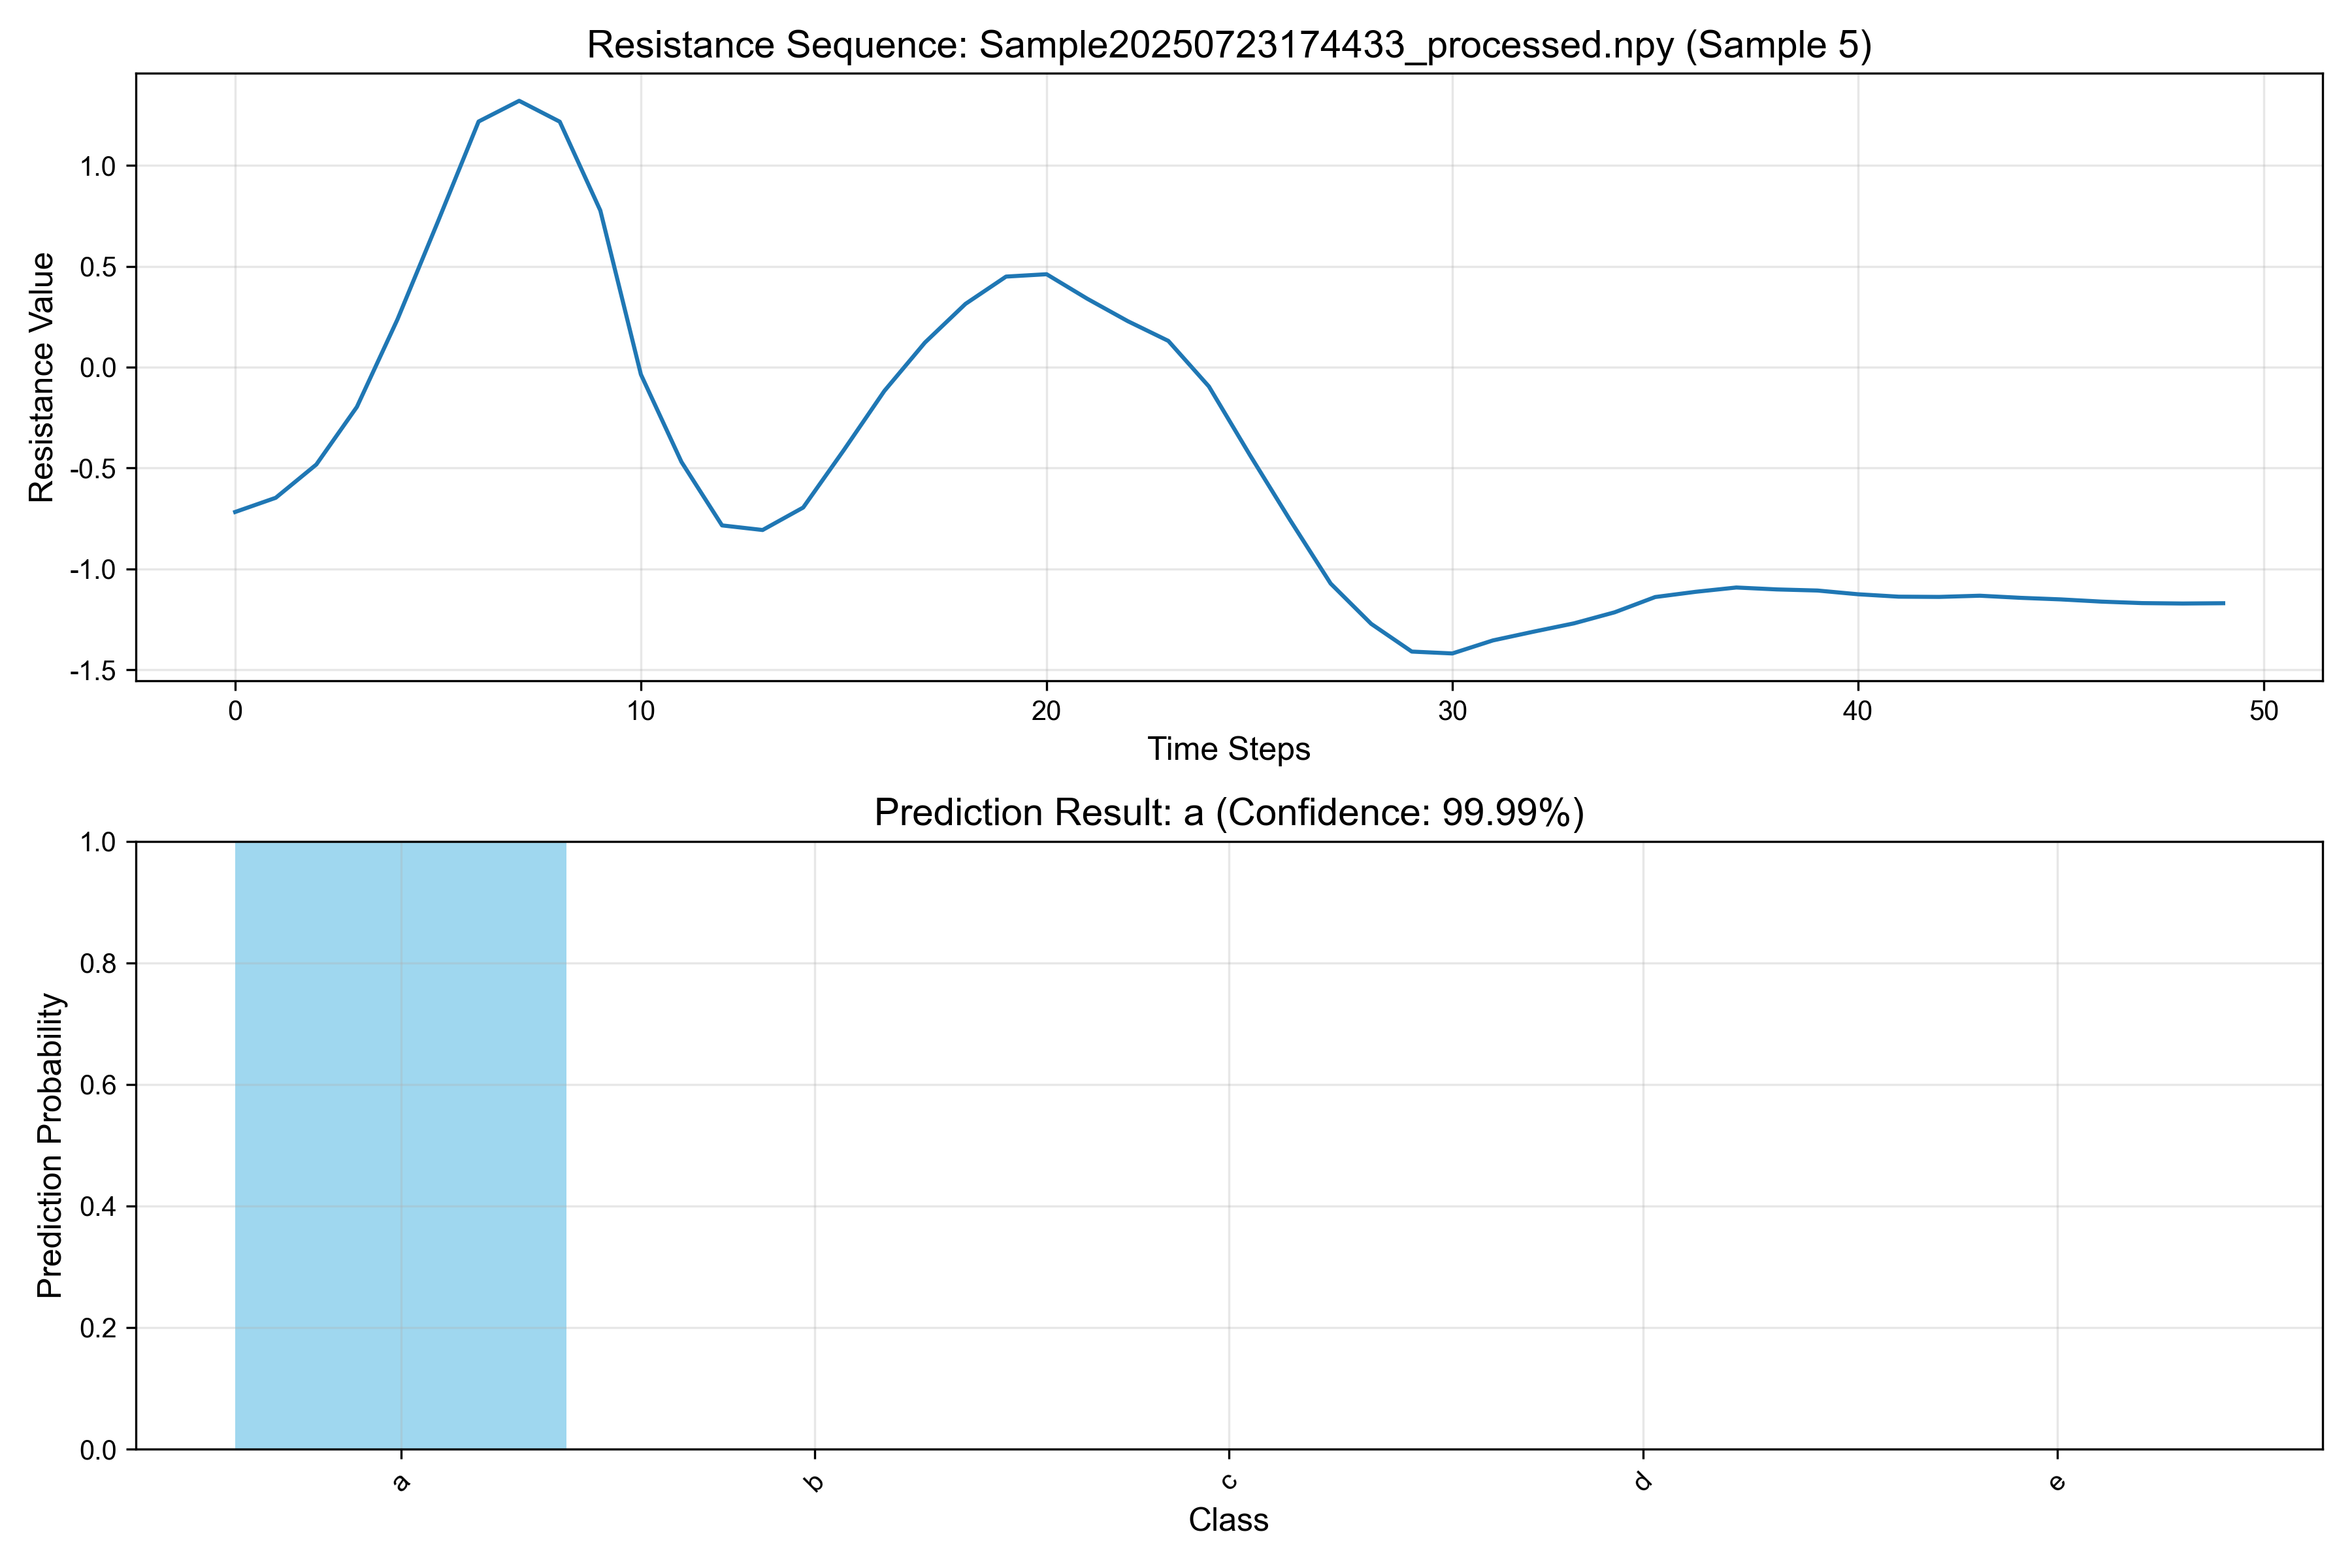 Resistance Sequence: Sample20250723174433_processed.npy (Sample 5)
Resistance Value
1.0
0.5
0.0
-0.5
-1.0
-1.5
0 10 20 30 40 50
Time Steps
Prediction Result: a (Confidence: 99.99%)
Prediction Probability
1.0
0.8
0.6
0.4
0.2
0.0
a b c d e
Class